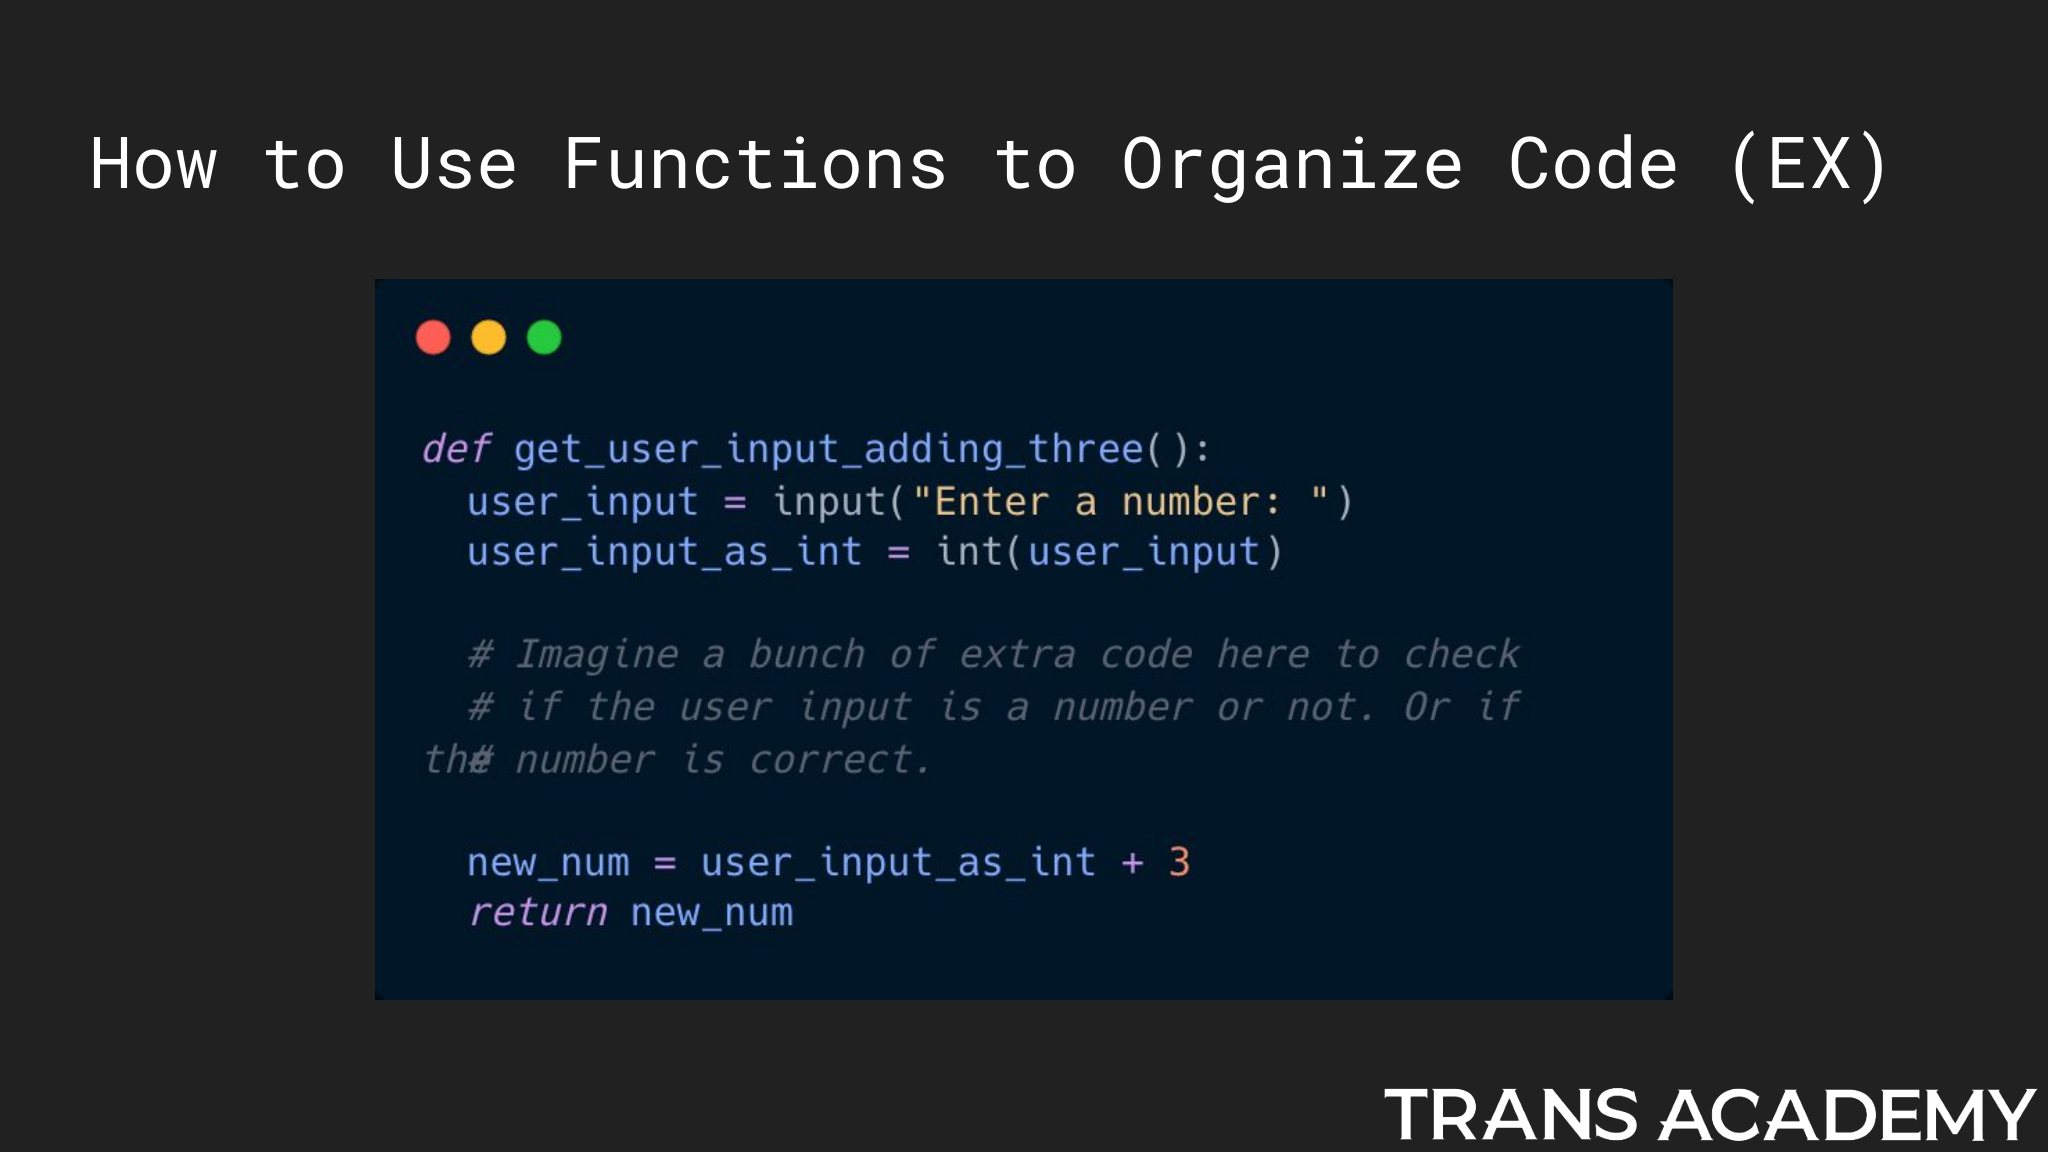 How to Use Functions to Organize Code (EX)
def get_user_input_adding_three():
user_input = input("Enter a number: ")
user_input_as_int = int(user_input)
# Imagine a bunch of extra code here to check
# if the user input is a number or not. Or if
the# number is correct.
new_num = user_input_as_int + 3
return new_num
TRANS ACADEMY